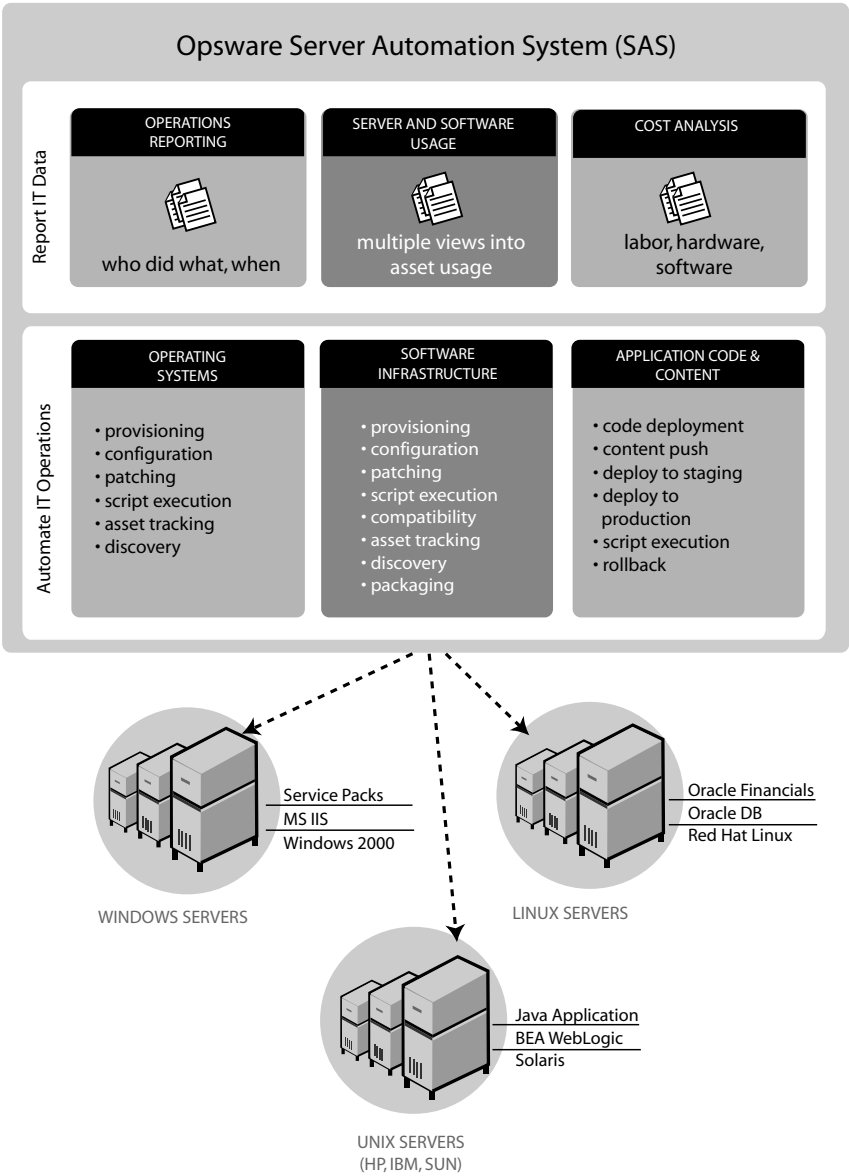 Opsware Server Automation System (SAS)
Report IT Data
OPERATIONS
REPORTING
who did what, when
SERVER AND SOFTWARE
USAGE
multiple views into
asset usage
COST ANALYSIS
labor, hardware,
software
Automate IT Operations
OPERATING
SYSTEMS
• provisioning
• configuration
• patching
• script execution
• asset tracking
• discovery
SOFTWARE
INFRASTRUCTURE
• provisioning
• configuration
• patching
• script execution
• compatibility
• asset tracking
• discovery
• packaging
APPLICATION CODE &
CONTENT
• code deployment
• content push
• deploy to staging
• deploy to
production
• script execution
• rollback
Service Packs
MS IIS
Windows 2000
WINDOWS SERVERS
Oracle Financials
Oracle DB
Red Hat Linux
LINUX SERVERS
Java Application
BEA WebLogic
Solaris
UNIX SERVERS
(HP, IBM, SUN)